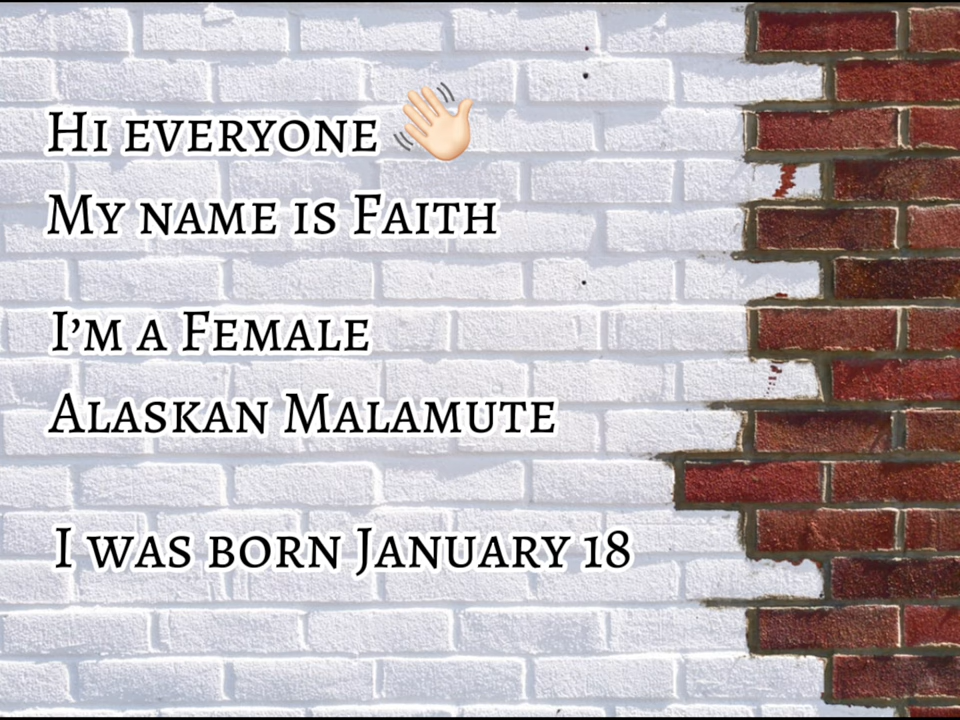 Hi everyone 👋🏻
My name is Faith
I'm a Female
Alaskan Malamute
I was born January 18